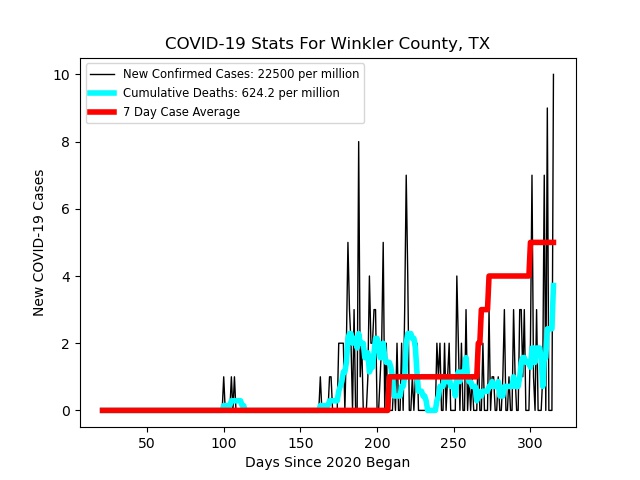 COVID-19 Stats For Winkler County, TX
New Confirmed Cases: 22500 per million
Cumulative Deaths: 624.2 per million
7 Day Case Average
New COVID-19 Cases
10
8
6
4
2
0
50 100 150 200 250 300
Days Since 2020 Began